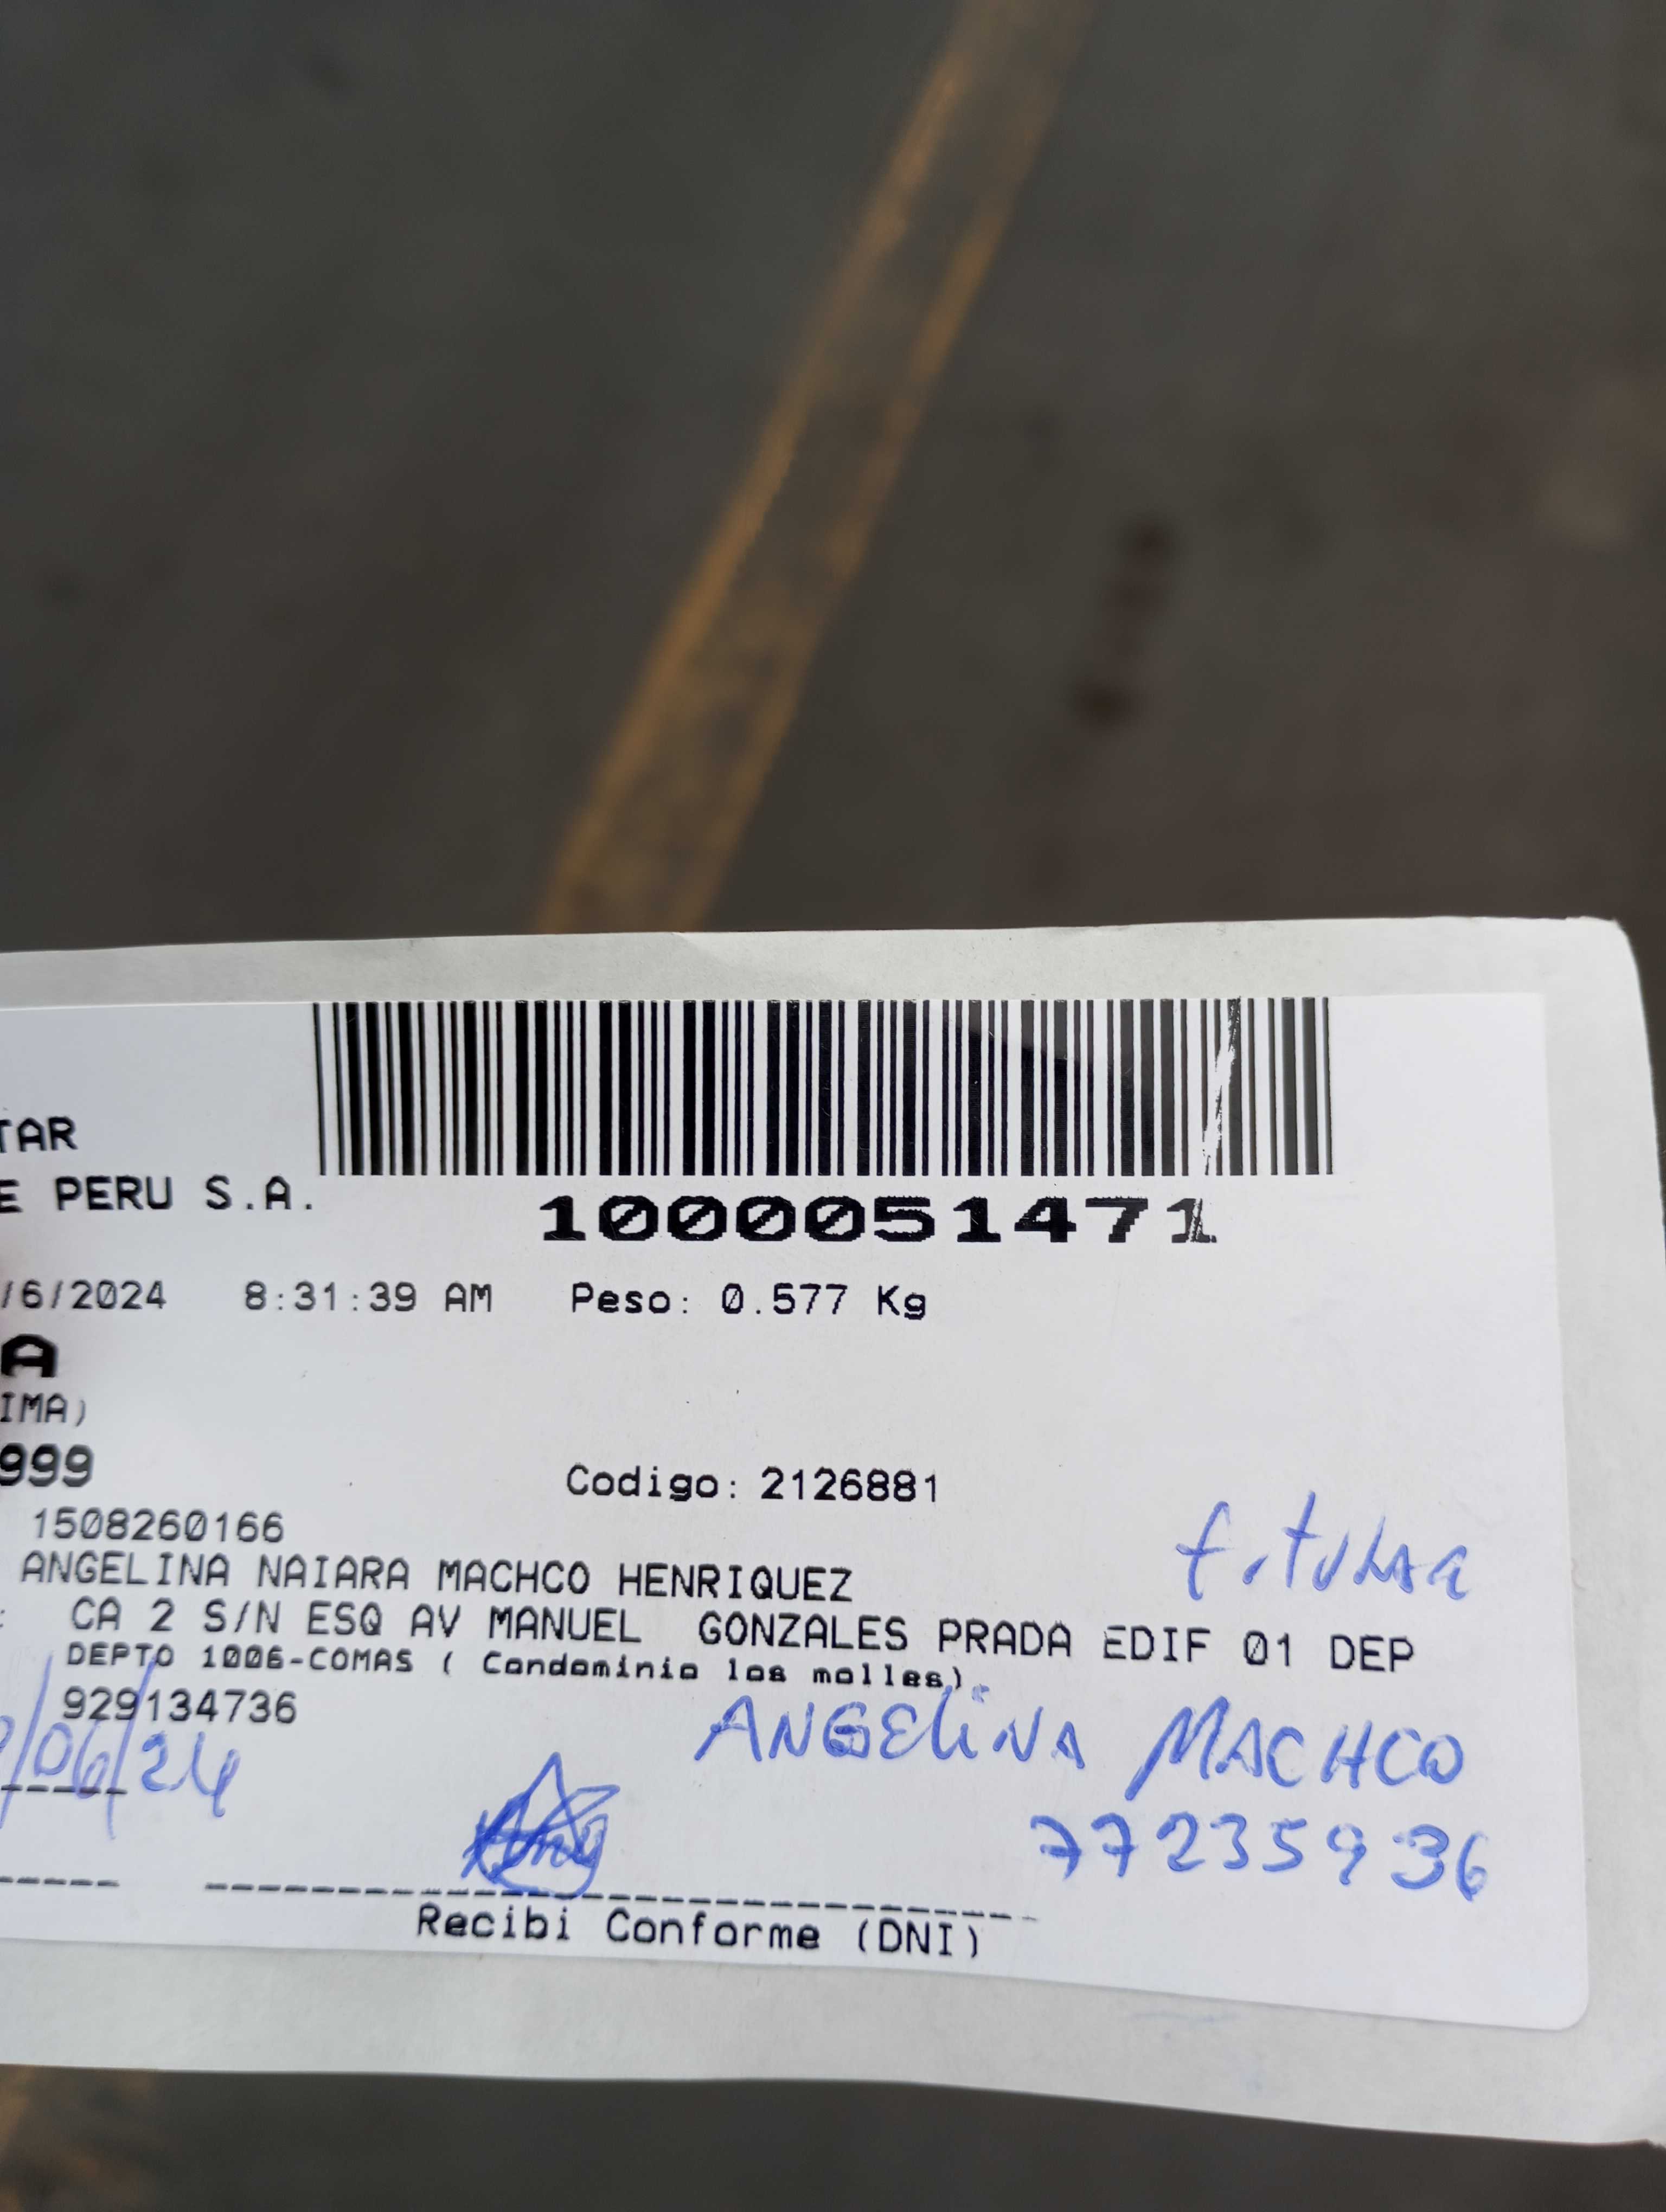 TAR
E PERU S.A.
1000051471
/6/2024 8:31:39 AM Peso: 0.577 Kg
A
IMA)
999
Codigo: 2126881
1508260166
ANGELINA NAIARA MACHCO HENRIQUEZ
: CA 2 S/N ESQ AV MANUEL GONZALES PRADA EDIF 01 DEP
DEPTO 1006-COMAS ( Condominio los molles)
929134736
/06/24
ANGELINA MACHCO
77235936
Recibi Conforme (DNI)